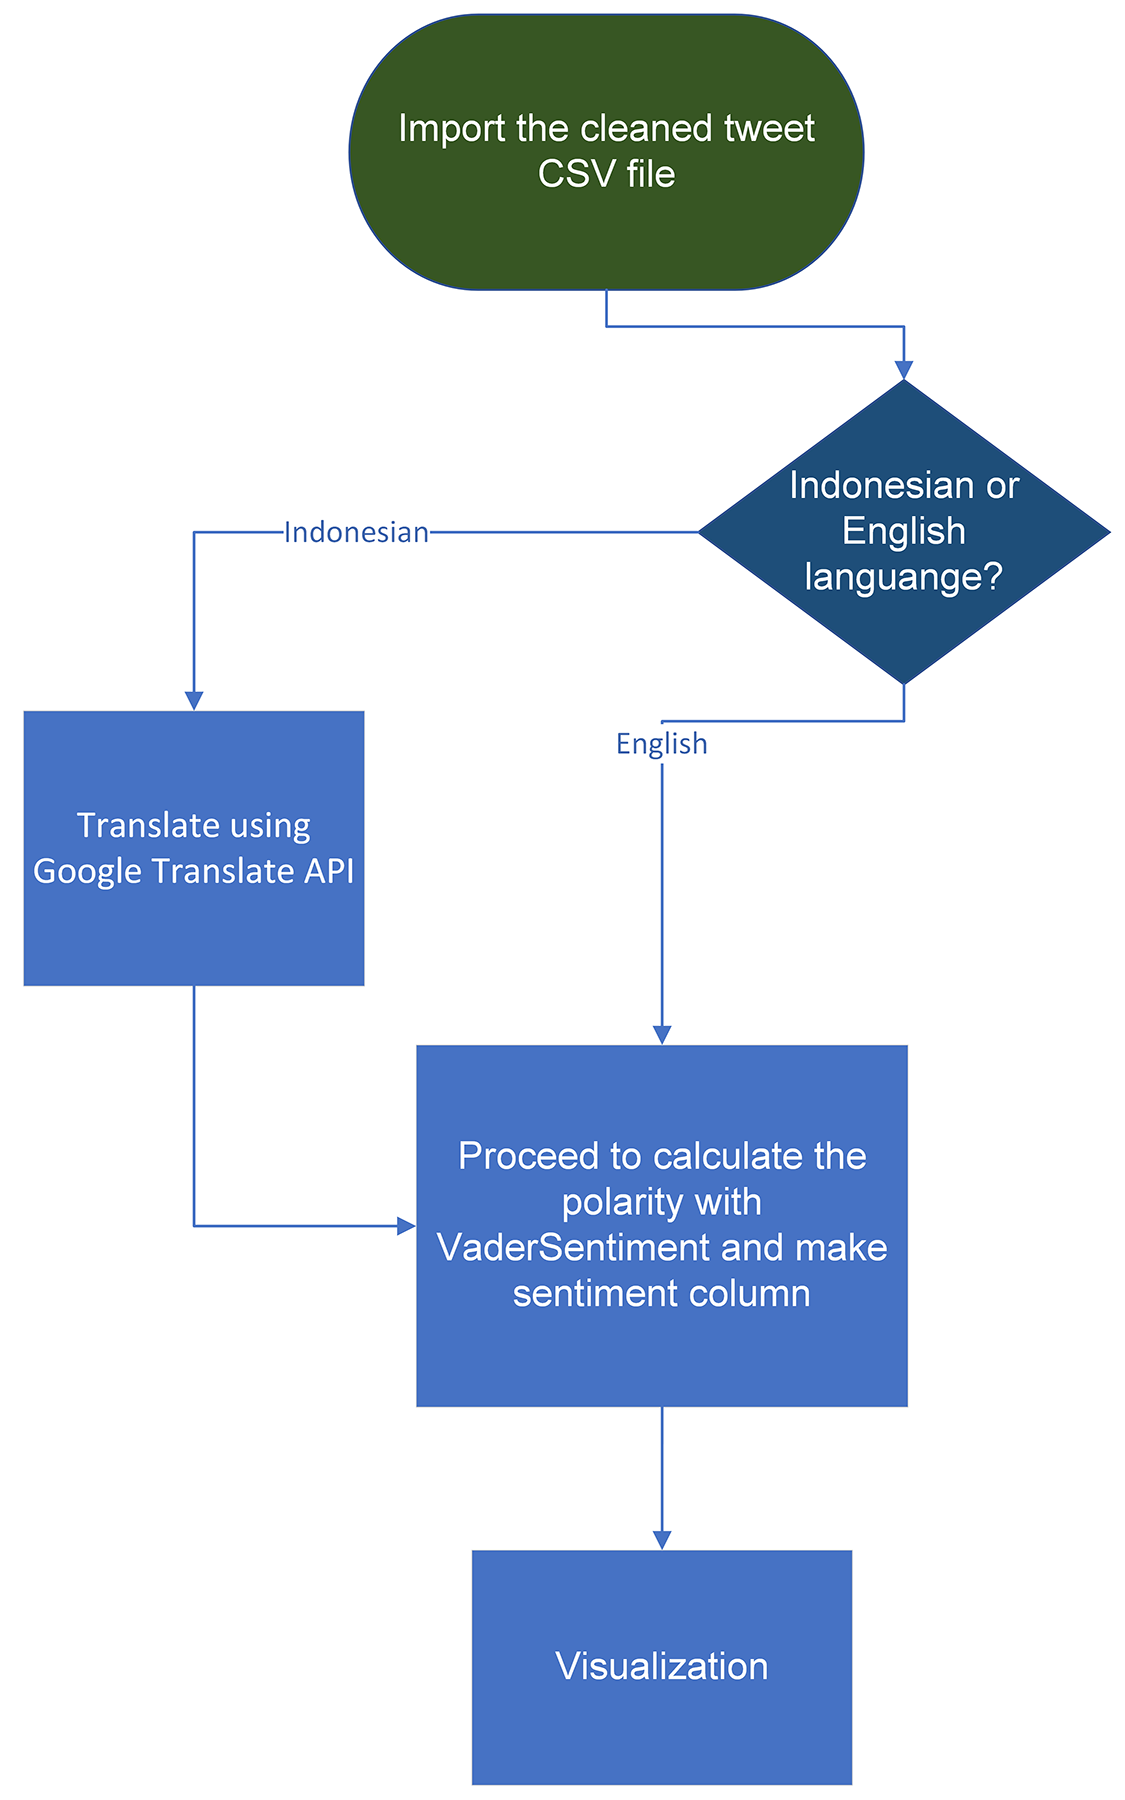 Import the cleaned tweet
CSV file
Indonesian or
English
languange?
Indonesian
English
Translate using
Google Translate API
Proceed to calculate the
polarity with
VaderSentiment and make
sentiment column
Visualization